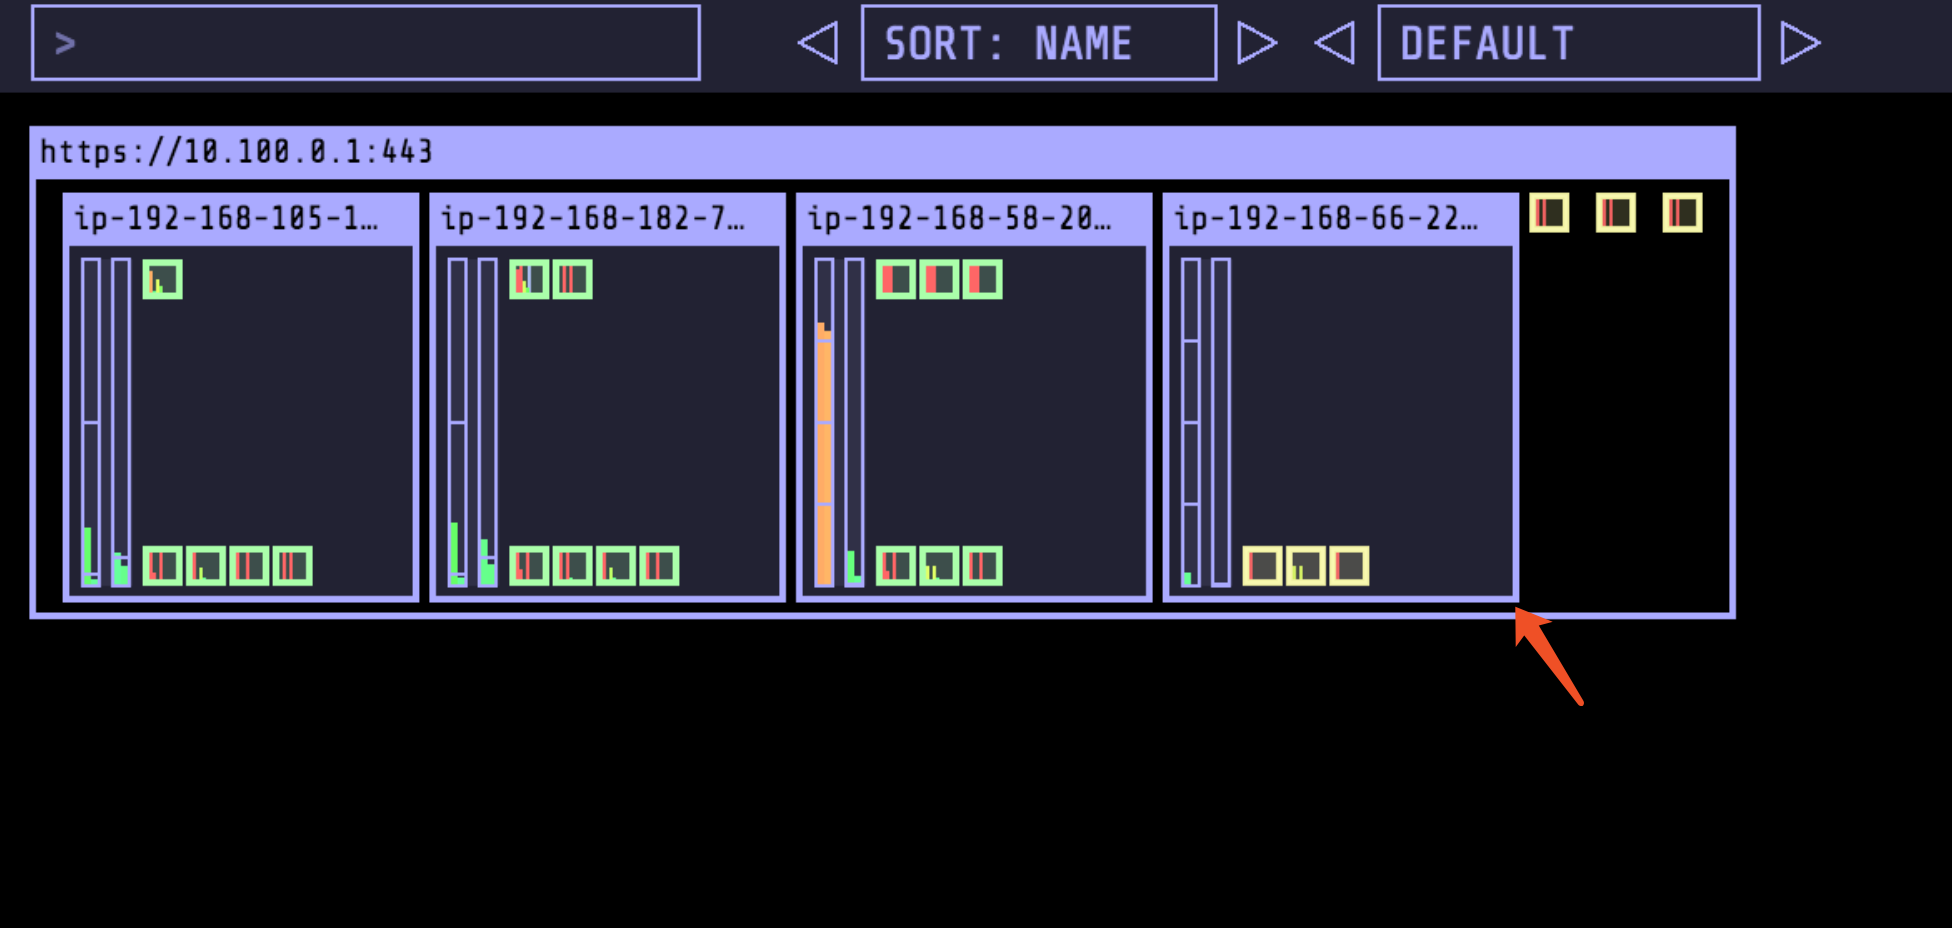 >
SORT: NAME
DEFAULT
https://10.100.0.1:443
ip-192-168-105-1…
ip-192-168-182-7…
ip-192-168-58-20…
ip-192-168-66-22…